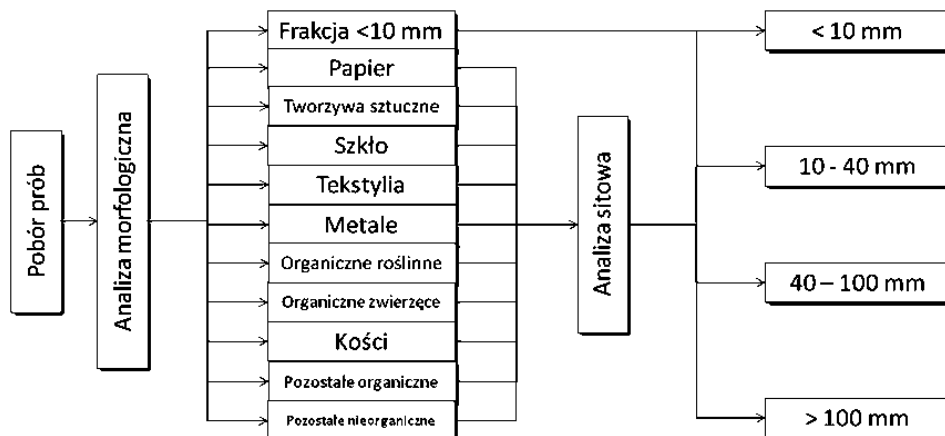 Pobór prób
Analiza morfologiczna
Frakcja <10 mm
Papier
Tworzywa sztuczne
Szkło
Tekstylia
Metale
Organiczne roślinne
Organiczne zwierzęce
Kości
Pozostałe organiczne
Pozostałe nieorganiczne
Analiza sitowa
< 10 mm
10 - 40 mm
40 – 100 mm
> 100 mm